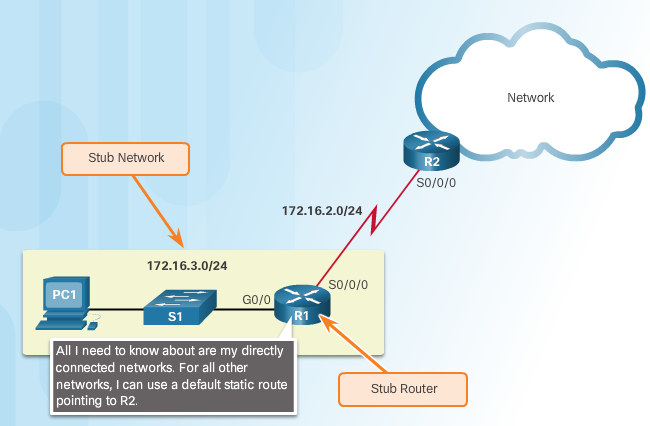 Network
R2
S0/0/0
Stub Network
172.16.2.0/24
172.16.3.0/24
S0/0/0
PC1
G0/0
S1
R1
All I need to know about are my directly
connected networks. For all other
networks, I can use a default static route
pointing to R2.
Stub Router